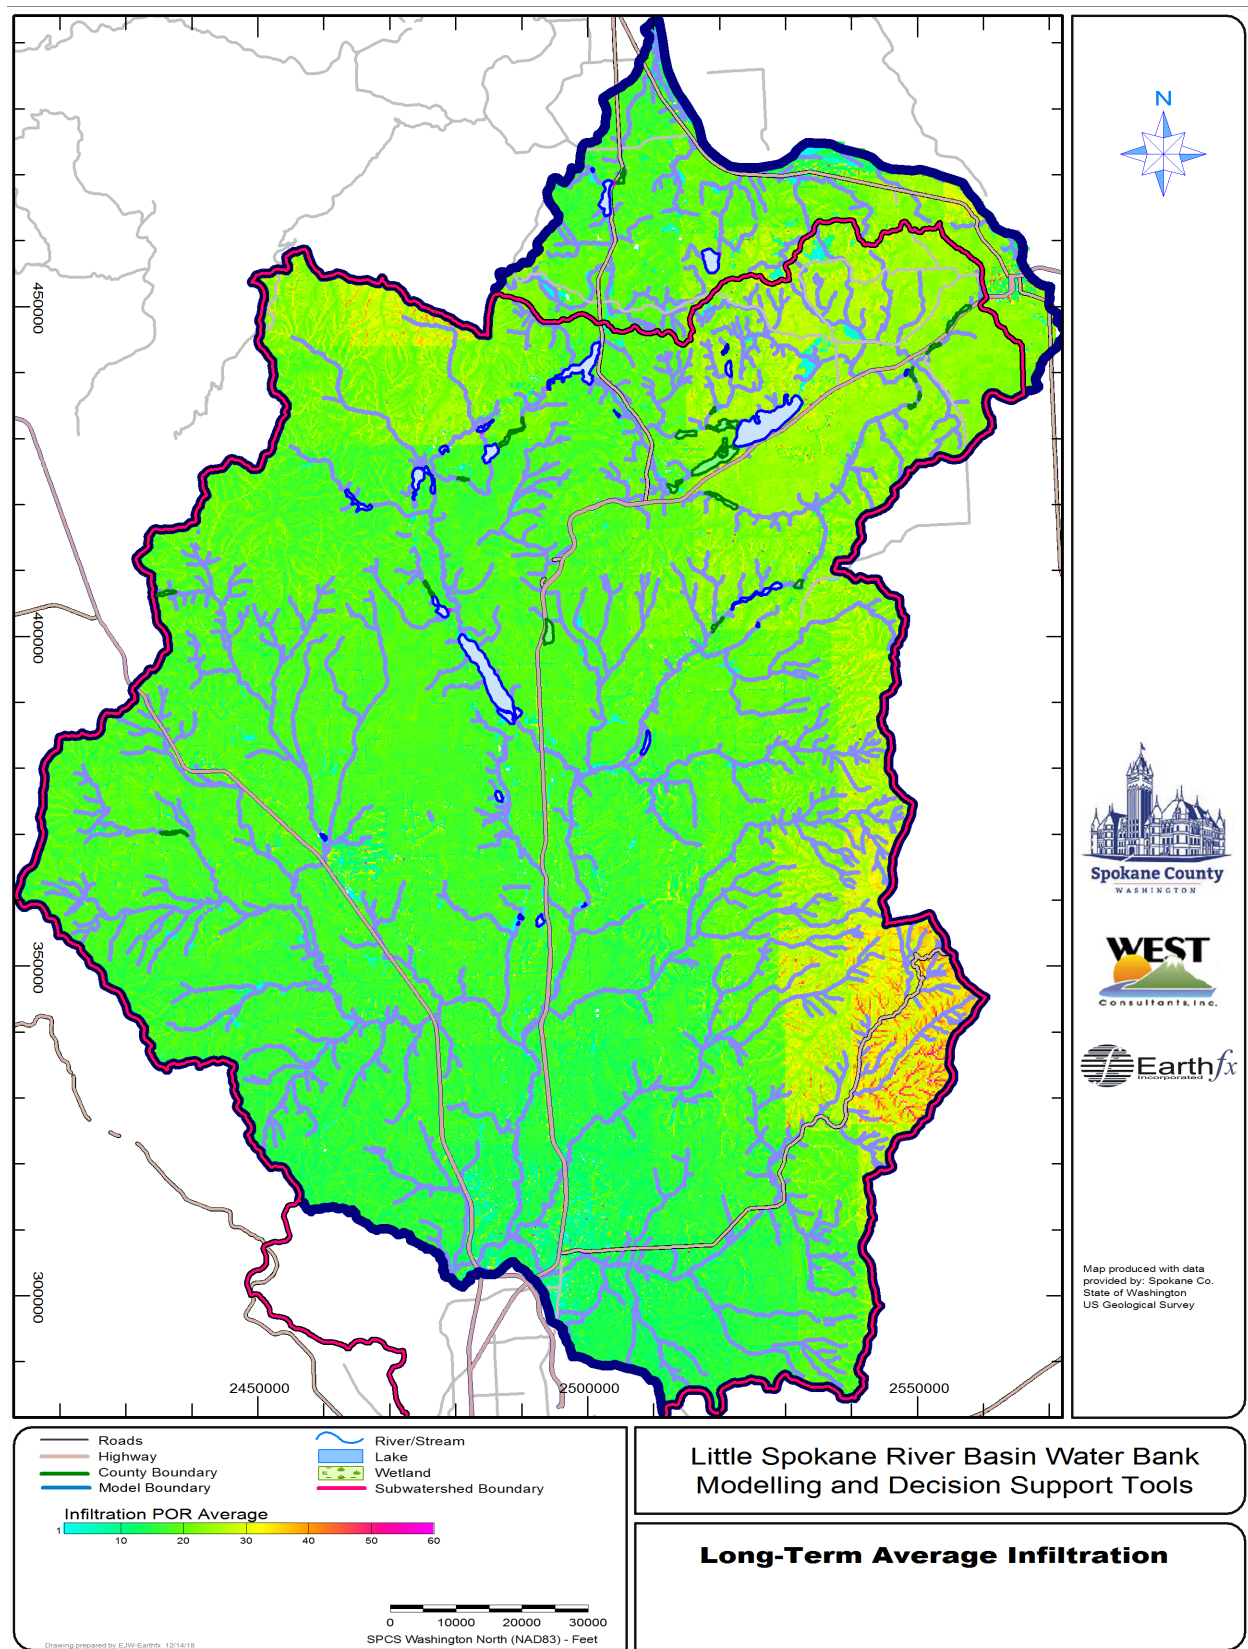 N
450000
400000
350000
300000
2450000
2500000
2550000
Spokane County
WASHINGTON
WEST
Consultants, Inc.
Earthfx
Incorporated
Map produced with data
provided by: Spokane Co.
State of Washington
US Geological Survey
Roads
Highway
County Boundary
Model Boundary
River/Stream
Lake
Wetland
Subwatershed Boundary
Infiltration POR Average
1 10 20 30 40 50 60
0 10000 20000 30000
SPCS Washington North (NAD83) - Feet
Drawing prepared by EJW-Earthfx 12/14/18
Little Spokane River Basin Water Bank
Modelling and Decision Support Tools
Long-Term Average Infiltration